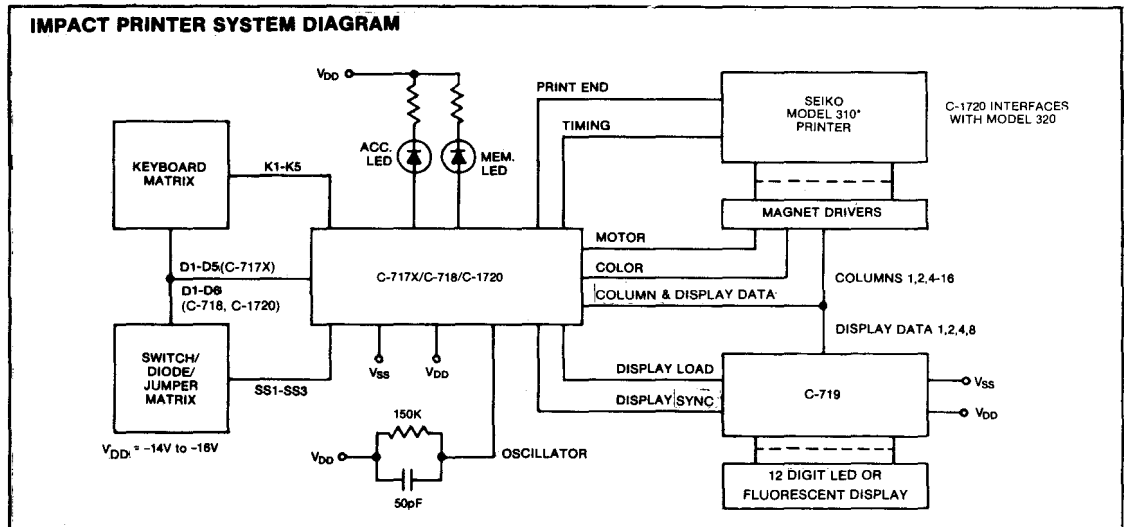 IMPACT PRINTER SYSTEM DIAGRAM
VDD
PRINT END
TIMING
SEIKO
MODEL 310*
PRINTER
C-1720 INTERFACES
WITH MODEL 320
KEYBOARD
MATRIX
K1-K5
ACC.
LED
MEM.
LED
MAGNET DRIVERS
D1-D5(C-717X)
D1-D6
(C-718, C-1720)
C-717X/C-718/C-1720
MOTOR
COLOR
COLUMN & DISPLAY DATA
COLUMNS 1,2,4-16
DISPLAY DATA 1,2,4,8
SWITCH/
DIODE/
JUMPER
MATRIX
SS1-SS3
VSS
VDD
DISPLAY LOAD
DISPLAY SYNC
C-719
VSS
VDD
VDD = -14V to -16V
150K
VDD
OSCILLATOR
50pF
12 DIGIT LED OR
FLUORESCENT DISPLAY